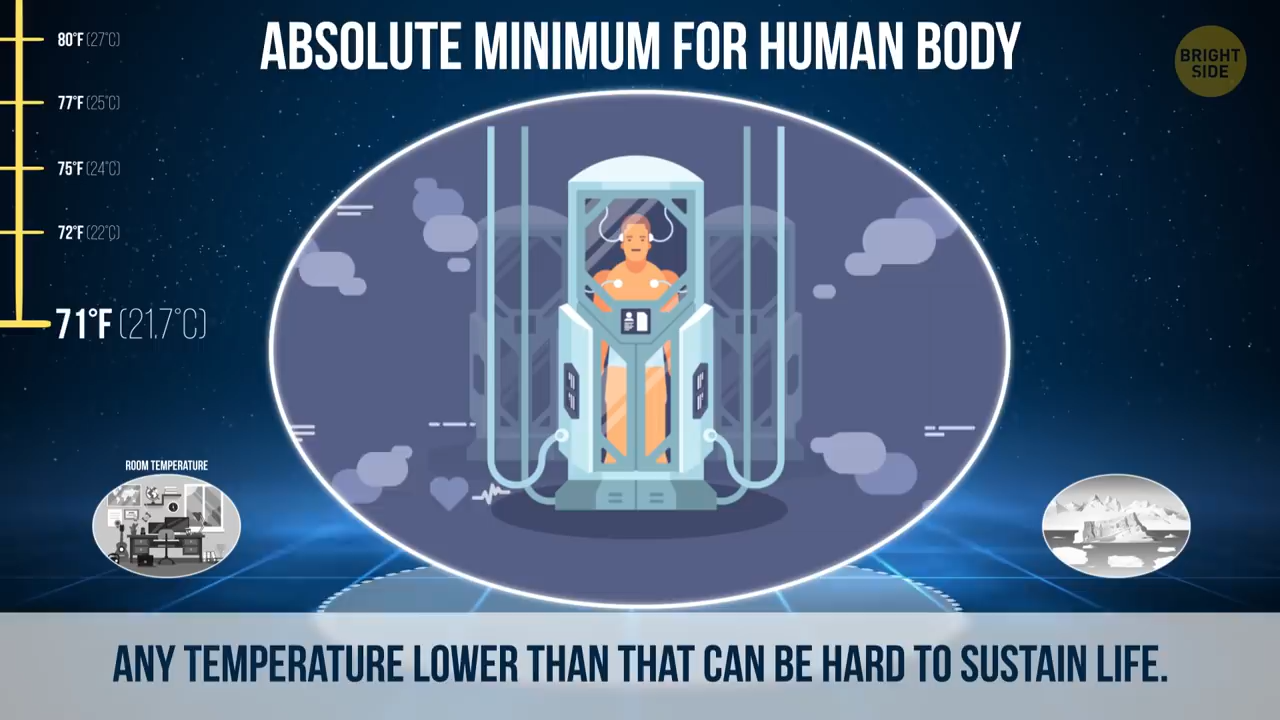 ABSOLUTE MINIMUM FOR HUMAN BODY
BRIGHT
SIDE
80°F (27°C)
77°F (25°C)
75°F (24°C)
72°F (22°C)
71°F (21.7°C)
ROOM TEMPERATURE
ANY TEMPERATURE LOWER THAN THAT CAN BE HARD TO SUSTAIN LIFE.